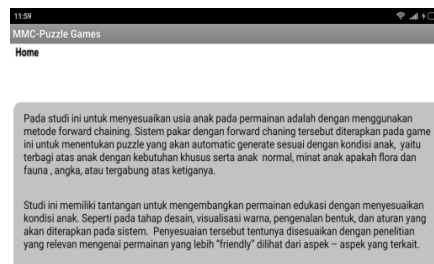 11:59
MMC-Puzzle Games
Home
Pada studi ini untuk menyesuaikan usia anak pada permainan adalah dengan menggunakan
metode forward chaining. Sistem pakar dengan forward chaning tersebut diterapkan pada game
ini untuk menentukan puzzle yang akan automatic generate sesuai dengan kondisi anak, yaitu
terbagi atas anak dengan kebutuhan khusus serta anak normal, minat anak apakah flora dan
fauna , angka, atau tergabung atas ketiganya.
Studi ini memiliki tantangan untuk mengembangkan permainan edukasi dengan menyesuaikan
kondisi anak. Seperti pada tahap desain, visualisasi warna, pengenalan bentuk, dan aturan yang
akan diterapkan pada sistem. Penyesuaian tersebut tentunya disesuaikan dengan penelitian
yang relevan mengenai permainan yang lebih "friendly" dilihat dari aspek – aspek yang terkait.